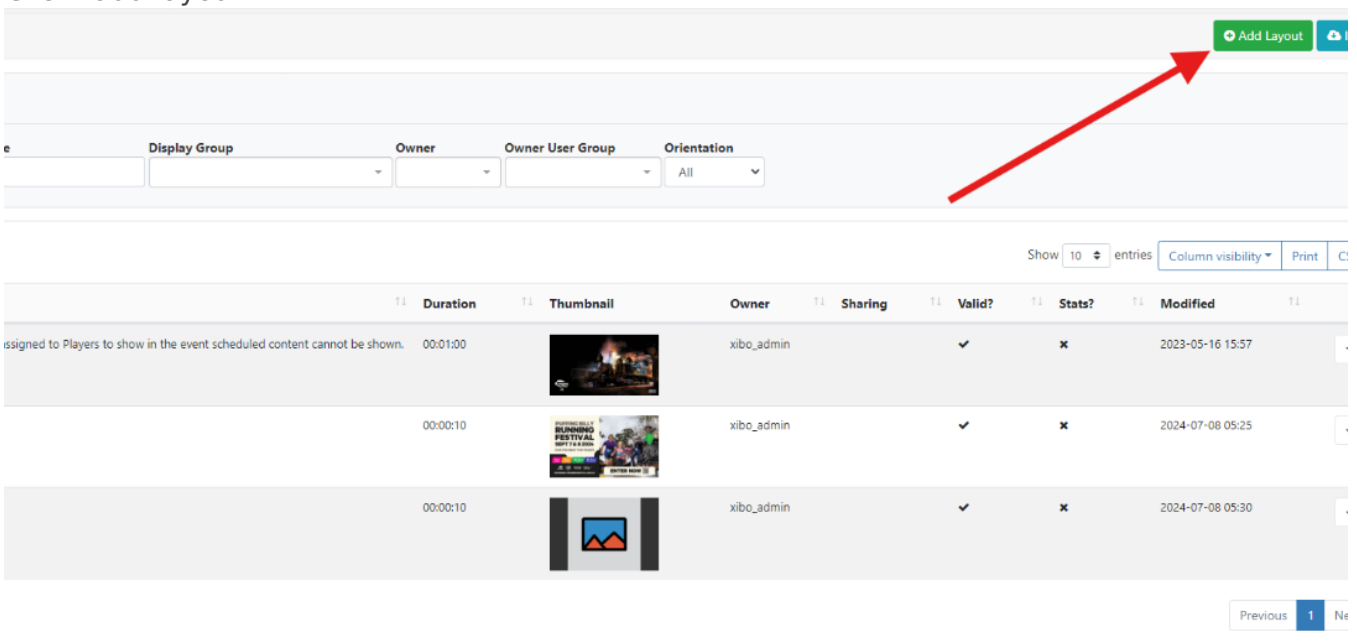 Add Layout
e Display Group Owner Owner User Group Orientation
All
Show 10 entries Column visibility Print
Duration Thumbnail Owner Sharing Valid? Stats? Modified
ssigned to Players to show in the event scheduled content cannot be shown. 00:01:00 xibo_admin 2023-05-16 15:57
00:00:10 xibo_admin 2024-07-08 05:25
RUNNING
FESTIVAL
ENTER NOW
00:00:10 xibo_admin 2024-07-08 05:30
Previous 1 Ne